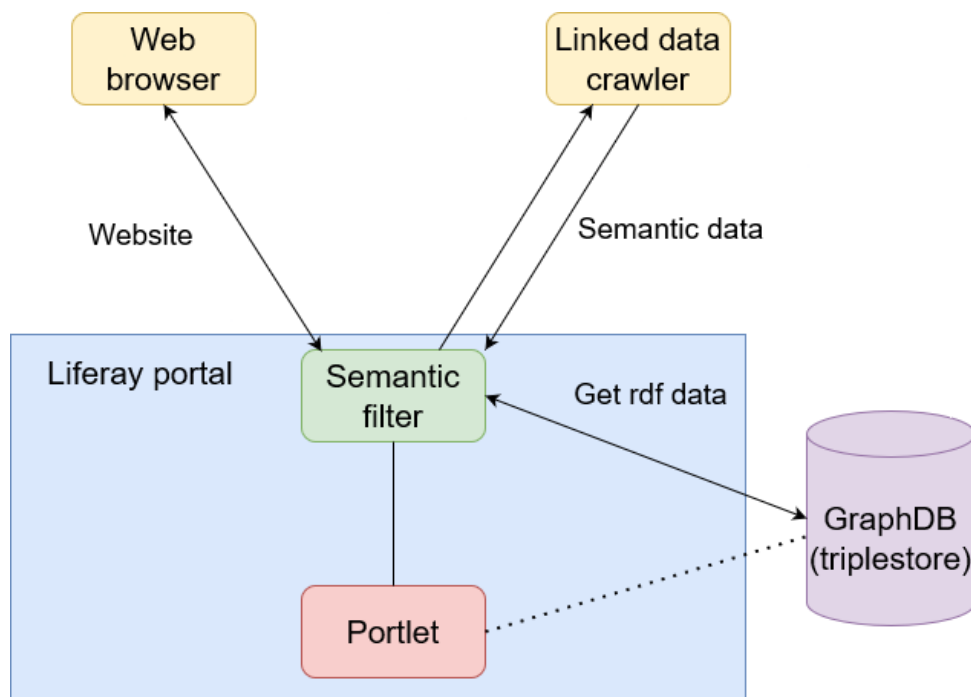 Web
browser
Linked data
crawler
Website
Semantic data
Liferay portal
Semantic
filter
Get rdf data
GraphDB
(triplestore)
Portlet